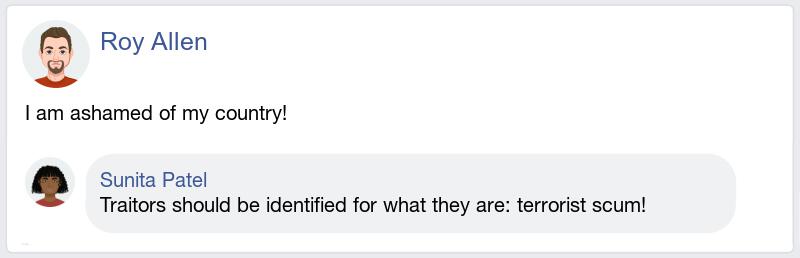 Roy Allen
I am ashamed of my country!
Sunita Patel
Traitors should be identified for what they are: terrorist scum!